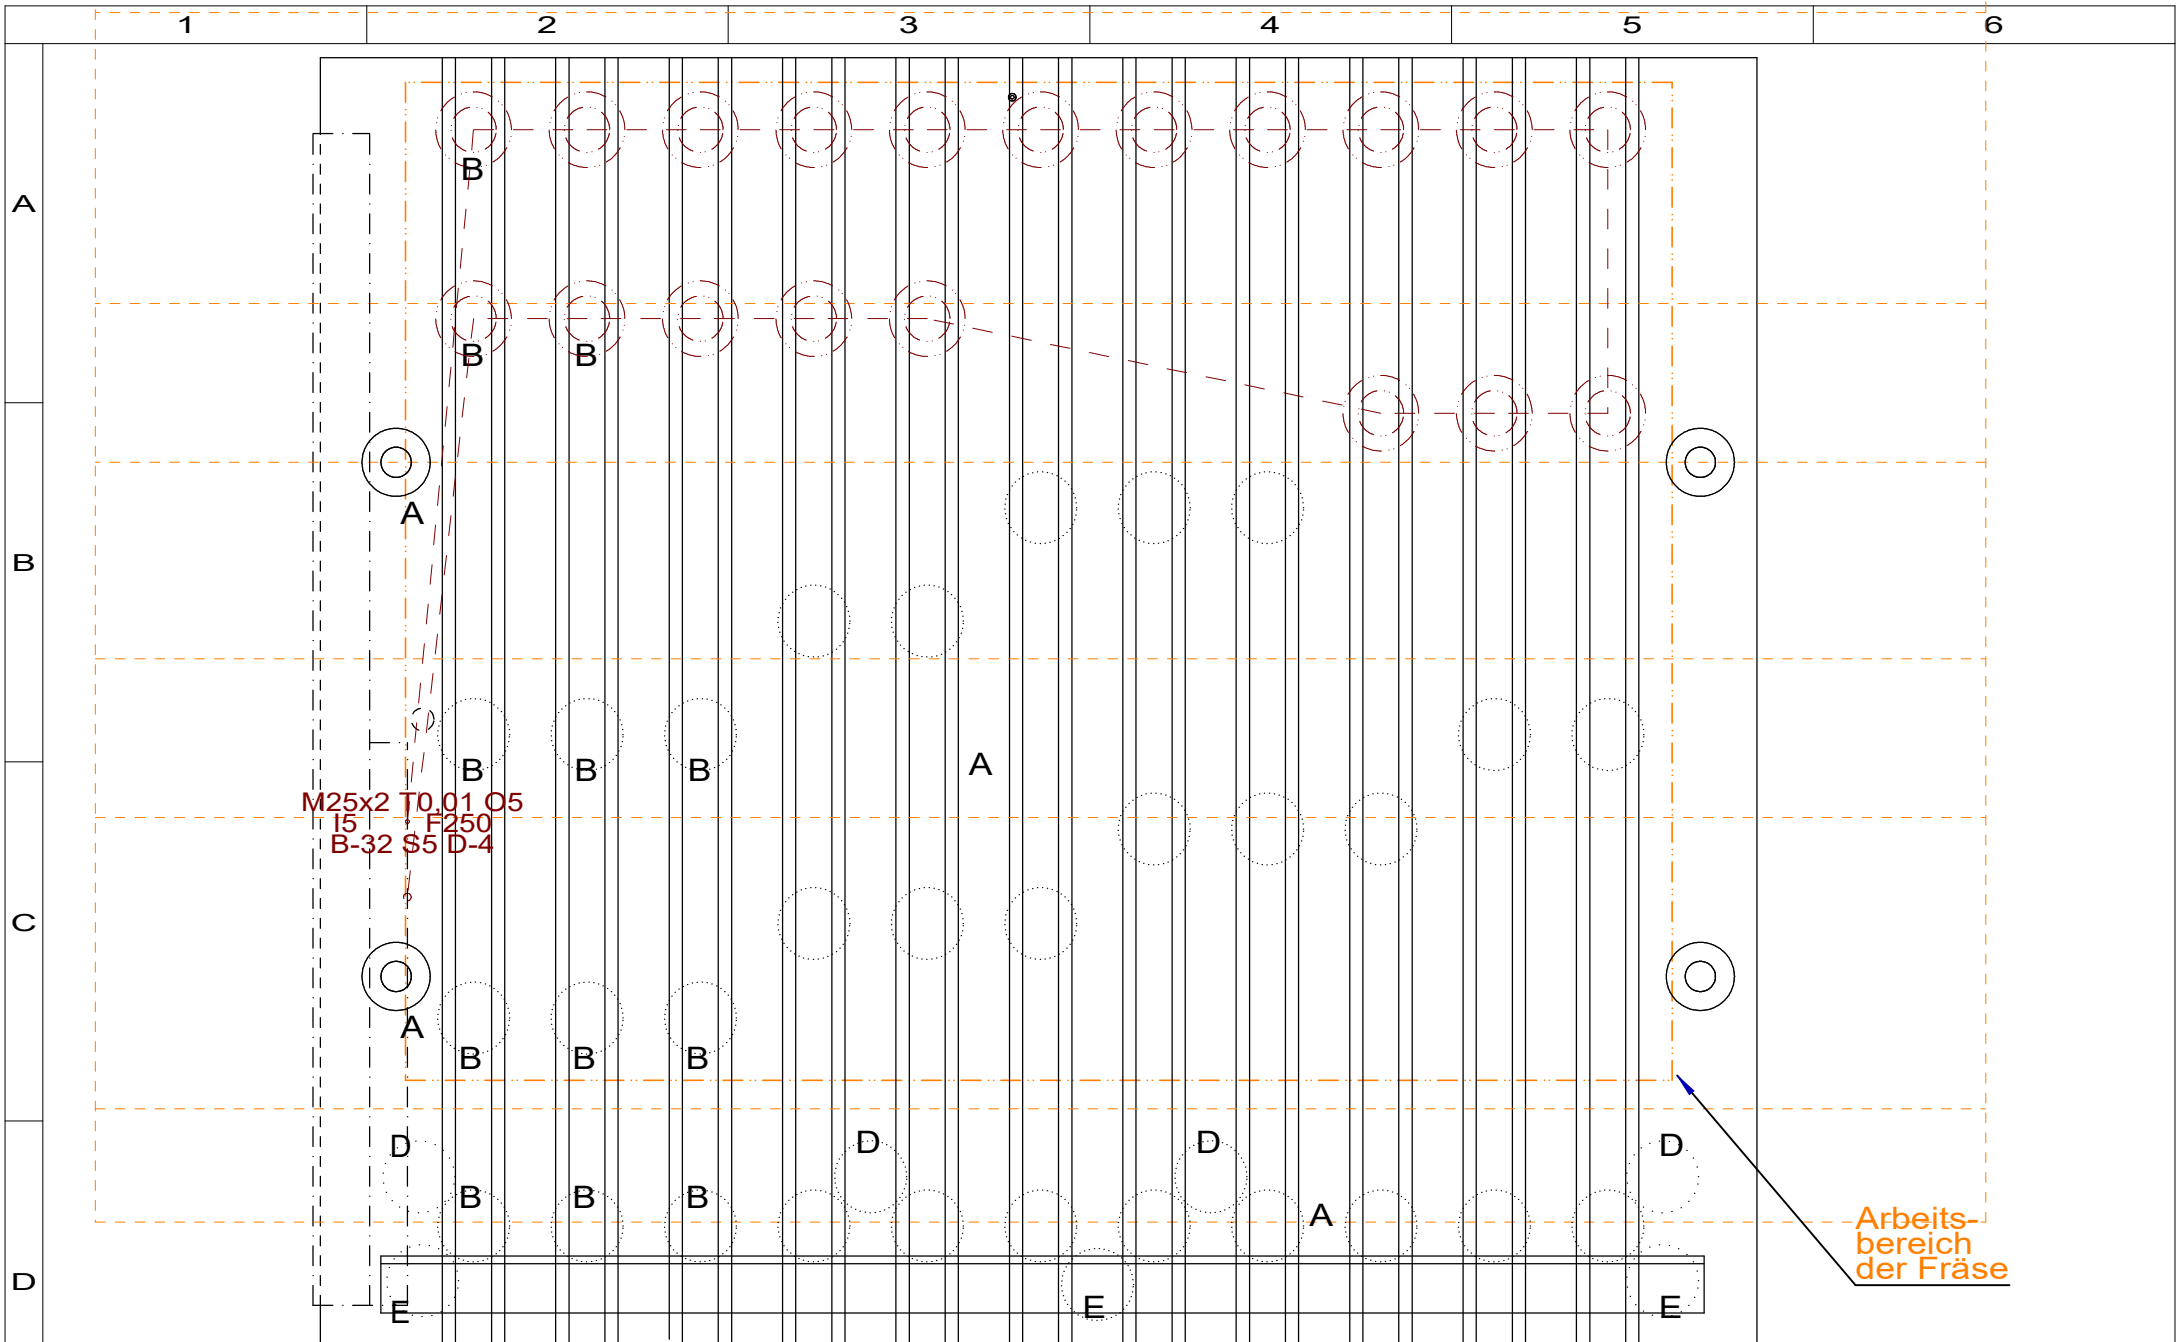 1 2 3 4 5 6
B
A
B B
A
B
B B B
A
M25x2 T0,01 O5
I5 F250
B-32 S5 D-4
C
A
B B B
D D D D
B B B
A
Arbeits-
bereich
der Fräse
D
E E E